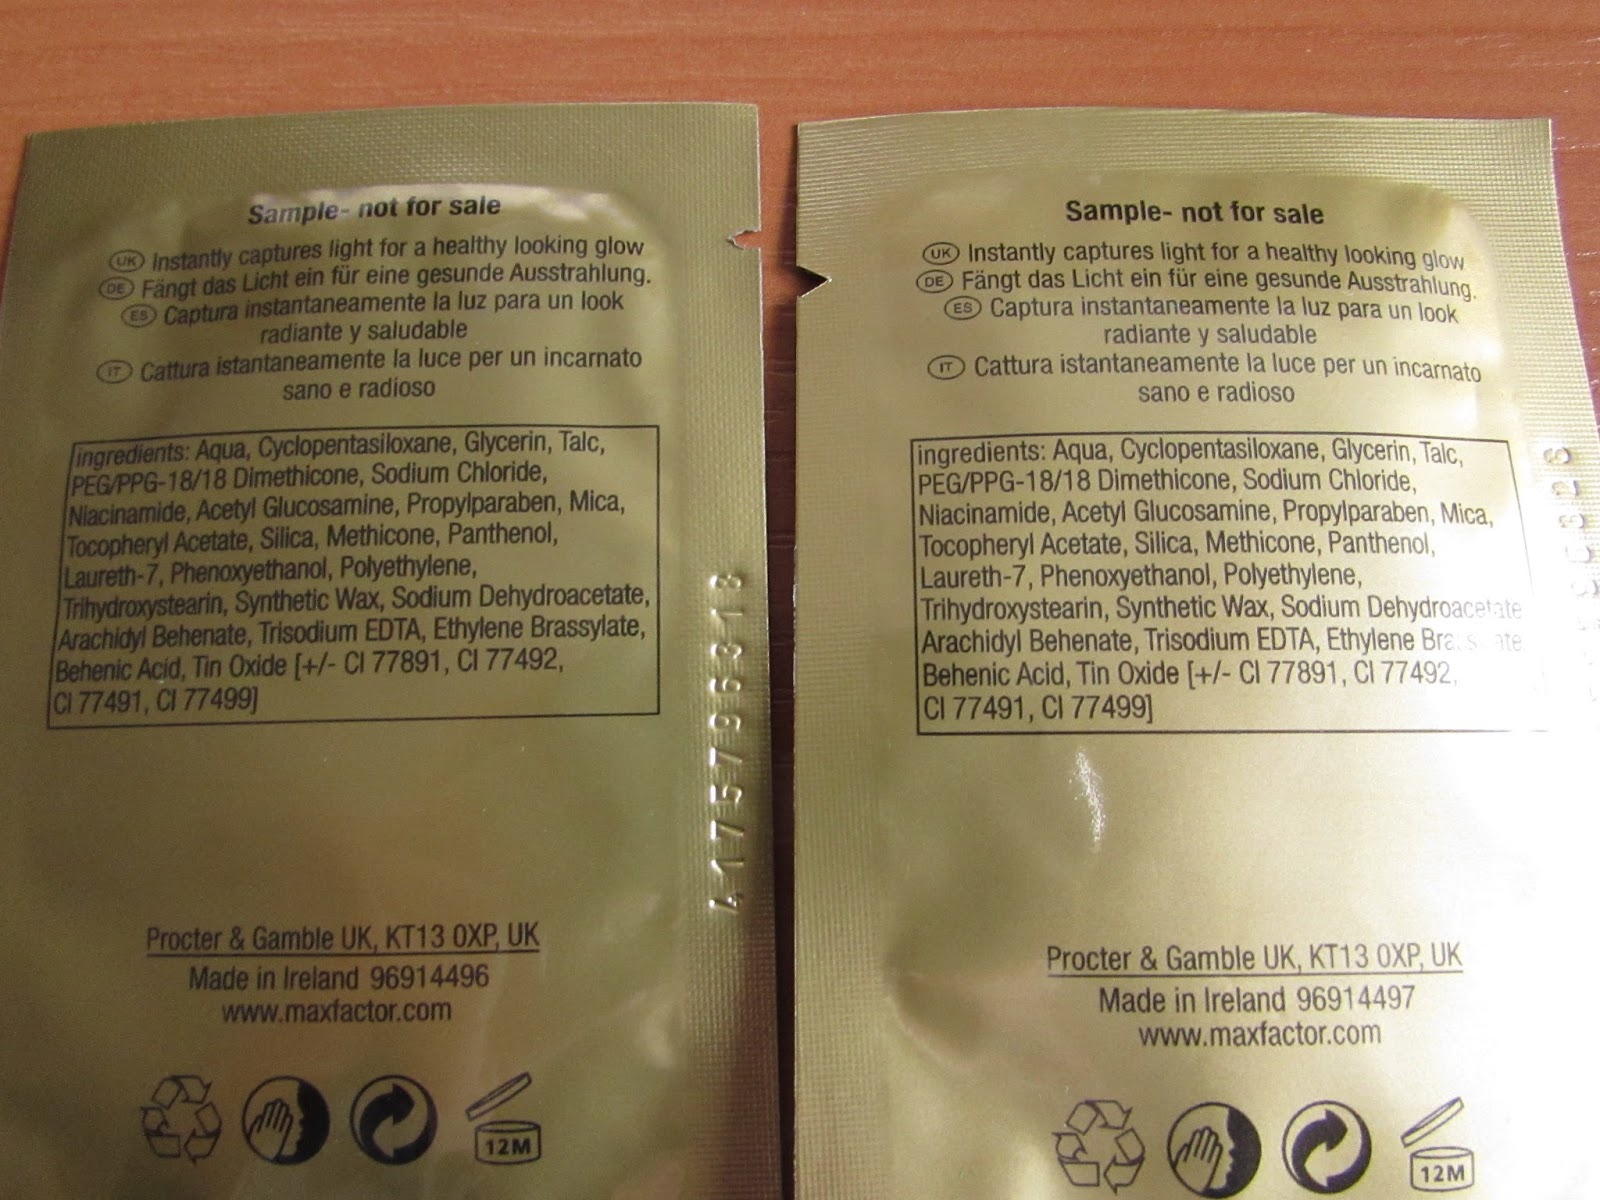 Sample- not for sale
UK Instantly captures light for a healthy looking glow
DE Fängt das Licht ein für eine gesunde Ausstrahlung.
ES Captura instantaneamente la luz para un look
radiante y saludable
IT Cattura istantaneamente la luce per un incarnato
sano e radioso
ingredients: Aqua, Cyclopentasiloxane, Glycerin, Talc,
PEG/PPG-18/18 Dimethicone, Sodium Chloride,
Niacinamide, Acetyl Glucosamine, Propylparaben, Mica,
Tocopheryl Acetate, Silica, Methicone, Panthenol,
Laureth-7, Phenoxyethanol, Polyethylene,
Trihydroxystearin, Synthetic Wax, Sodium Dehydroacetate,
Arachidyl Behenate, Trisodium EDTA, Ethylene Brassylate,
Behenic Acid, Tin Oxide [+/- CI 77891, CI 77492,
CI 77491, CI 77499]
Procter & Gamble UK, KT13 0XP, UK
Made in Ireland 96914496
www.maxfactor.com
12M
Sample- not for sale
UK Instantly captures light for a healthy looking glow
DE Fängt das Licht ein für eine gesunde Ausstrahlung.
ES Captura instantaneamente la luz para un look
radiante y saludable
IT Cattura istantaneamente la luce per un incarnato
sano e radioso
ingredients: Aqua, Cyclopentasiloxane, Glycerin, Talc,
PEG/PPG-18/18 Dimethicone, Sodium Chloride,
Niacinamide, Acetyl Glucosamine, Propylparaben, Mica,
Tocopheryl Acetate, Silica, Methicone, Panthenol,
Laureth-7, Phenoxyethanol, Polyethylene,
Trihydroxystearin, Synthetic Wax, Sodium Dehydroacetate
Arachidyl Behenate, Trisodium EDTA, Ethylene Brassylate
Behenic Acid, Tin Oxide [+/- CI 77891, CI 77492,
CI 77491, CI 77499]
Procter & Gamble UK, KT13 0XP, UK
Made in Ireland 96914497
www.maxfactor.com
12M